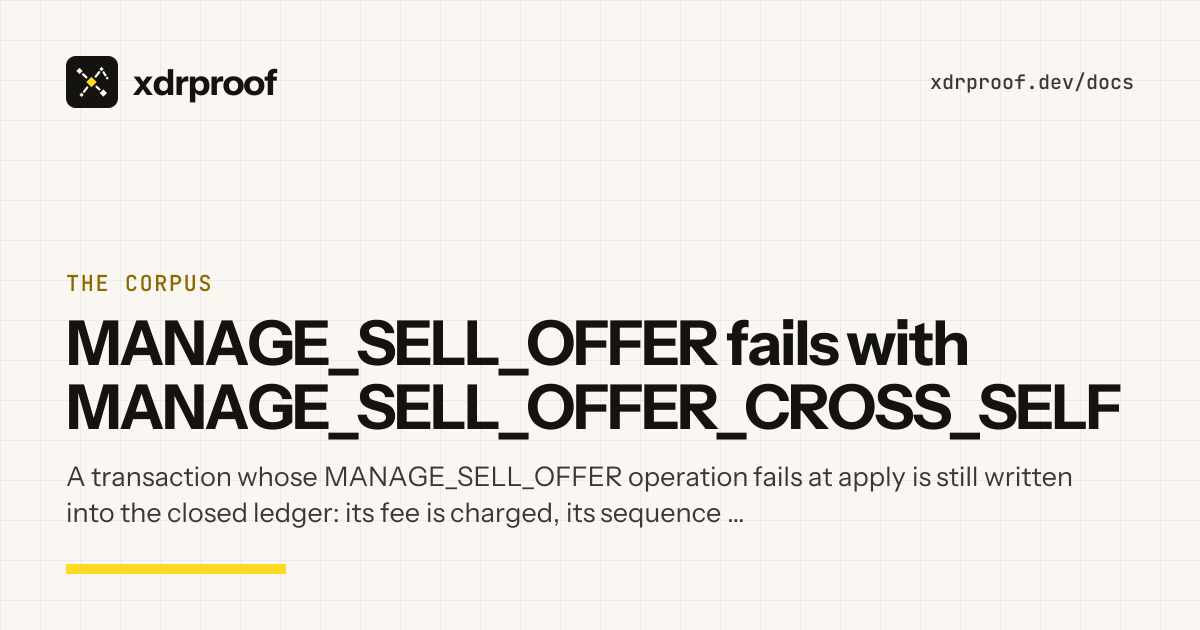 xdrproof
xdrproof.dev/docs
THE CORPUS
MANAGE_SELL_OFFER fails with
MANAGE_SELL_OFFER_CROSS_SELF
A transaction whose MANAGE_SELL_OFFER operation fails at apply is still written
into the closed ledger: its fee is charged, its sequence ...